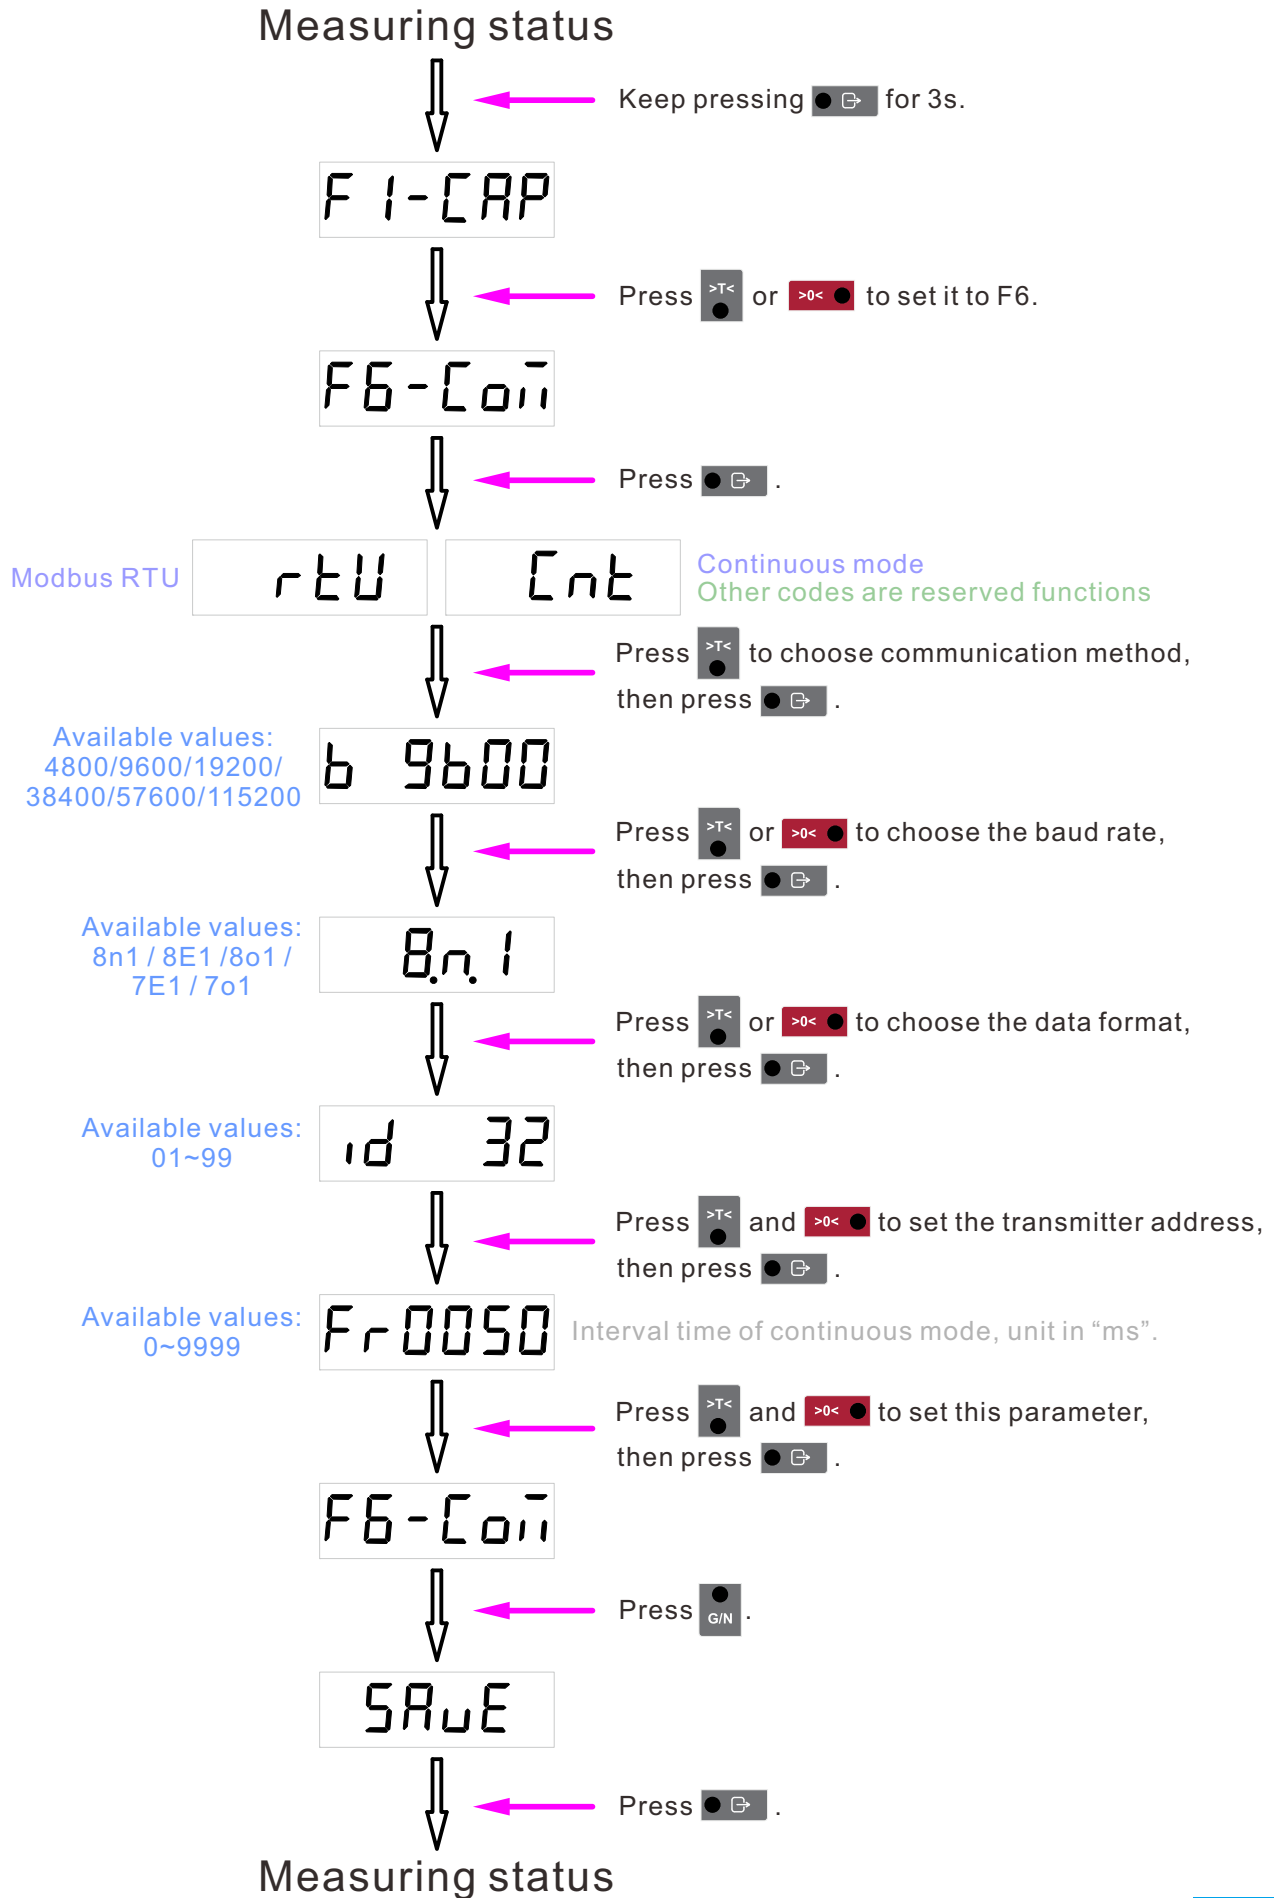 Measuring status
Keep pressing for 3s.
F1-CAP
Press >T< or >0< to set it to F6.
F6-Com
Press .
Modbus RTU
rtU
Cnt
Continuous mode
Other codes are reserved functions
Press >T< to choose communication method,
then press .
Available values:
4800/9600/19200/
38400/57600/115200
b 9600
Press >T< or >0< to choose the baud rate,
then press .
Available values:
8n1 / 8E1 /8o1 /
7E1 / 7o1
8.n.1
Press >T< or >0< to choose the data format,
then press .
Available values:
01~99
id 32
Press >T< and >0< to set the transmitter address,
then press .
Available values:
0~9999
Fr0050
Interval time of continuous mode, unit in “ms”.
Press >T< and >0< to set this parameter,
then press .
F6-Com
Press G/N .
SAvE
Press .
Measuring status